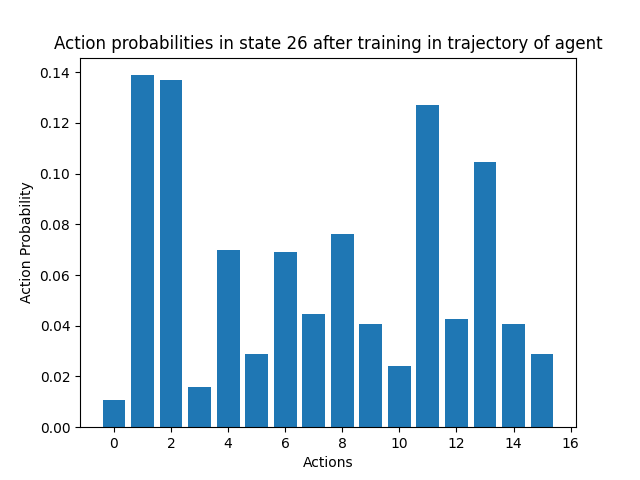 Action probabilities in state 26 after training in trajectory of agent
0.14
0.12
0.10
0.08
0.06
0.04
0.02
0.00
Action Probability
0 2 4 6 8 10 12 14 16
Actions